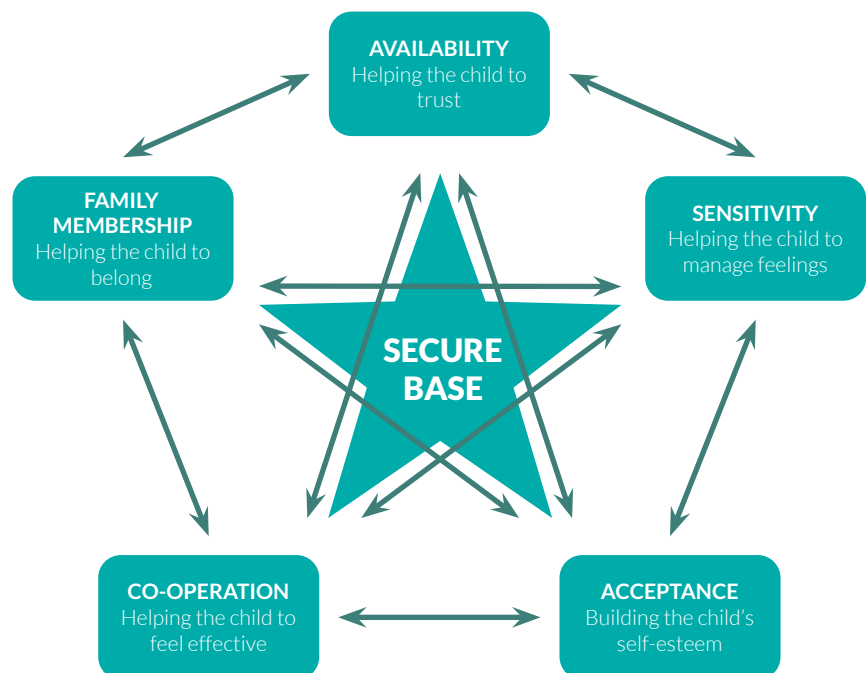 AVAILABILITY
Helping the child to
trust
FAMILY
MEMBERSHIP
Helping the child to
belong
SENSITIVITY
Helping the child to
manage feelings
SECURE
BASE
CO-OPERATION
Helping the child to
feel effective
ACCEPTANCE
Building the child’s
self-esteem